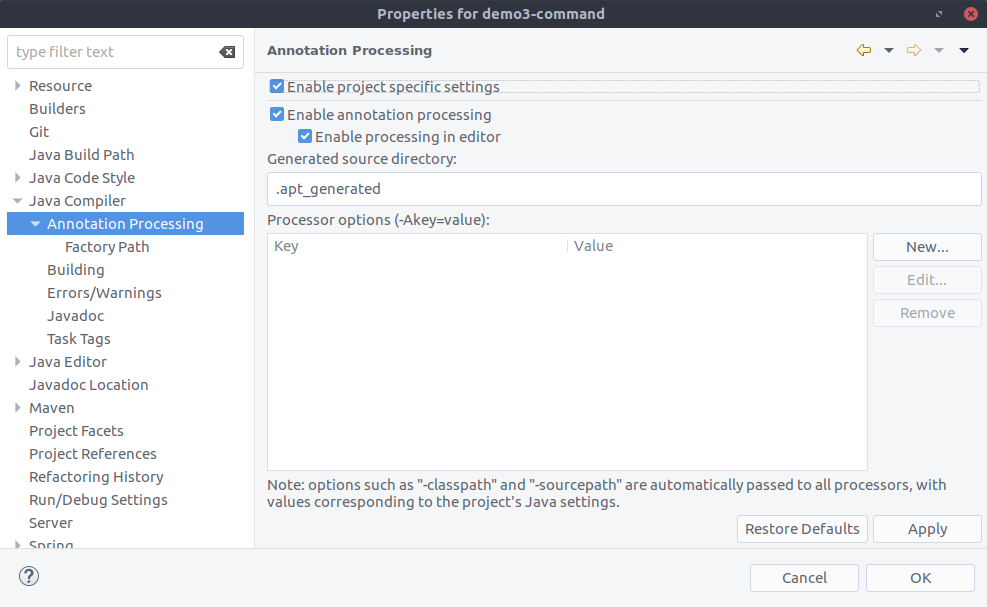 Properties for demo3-command
type filter text
Resource
Builders
Git
Java Build Path
Java Code Style
Java Compiler
Annotation Processing
Factory Path
Building
Errors/Warnings
Javadoc
Task Tags
Java Editor
Javadoc Location
Maven
Project Facets
Project References
Refactoring History
Run/Debug Settings
Server
Spring
Annotation Processing
Enable project specific settings
Enable annotation processing
Enable processing in editor
Generated source directory:
.apt_generated
Processor options (-Akey=value):
Key Value
New...
Edit...
Remove
Note: options such as "-classpath" and "-sourcepath" are automatically passed to all processors, with
values corresponding to the project's Java settings.
Restore Defaults Apply
? Cancel OK